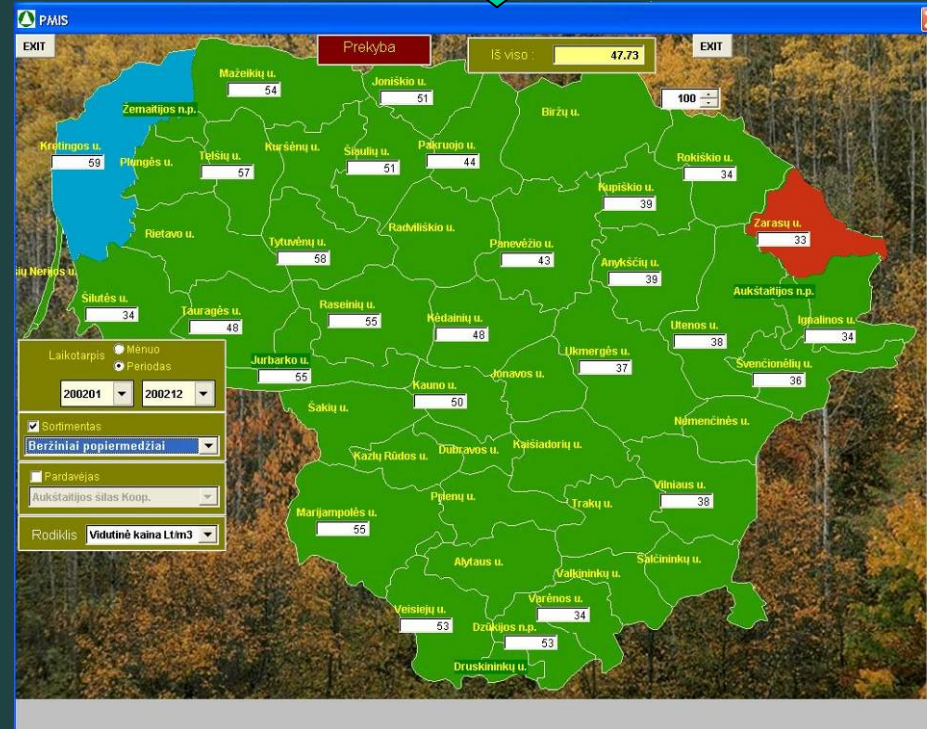 PMIS
EXIT
Prekyba
Iš viso :
47.73
EXIT
100
Mažeikių u.
54
Joniškio u.
51
Biržų u.
Žemaitijos n.p.
Kretingos u.
59
Plungės u.
Telšių u.
57
Kuršėnų u.
Šiaulių u.
51
Pakruojo u.
44
Rokiškio u.
34
Kupiškio u.
39
Zarasų u.
33
Rietavo u.
Tytuvėnų u.
58
Radviliškio u.
Panevėžio u.
43
Anykščių u.
39
Aukštaitijos n.p.
Nerijos u.
Šilutės u.
34
Tauragės u.
48
Raseinių u.
55
Kėdainių u.
48
Utenos u.
38
Ignalinos u.
34
Laikotarpis
Mėnuo
Periodas
200201
200212
Jurbarko u.
55
Ukmergės u.
37
Švenčionėlių u.
36
Kauno u.
50
Jonavos u.
Šakių u.
Nemenčinės u.
Sortimentas
Beržiniai popiermedžiai
Kazlų Rūdos u.
Dubravos u.
Kaišiadorių u.
Pardavėjas
Aukštaitijos šilas Koop.
Prienų u.
Trakų u.
Vilniaus u.
38
Marijampolės u.
55
Rodiklis
Vidutinė kaina Lt/m3
Alytaus u.
Valkininkų u.
Šalčininkų u.
Veisiejų u.
53
Varėnos u.
34
Dzūkijos n.p.
53
Druskininkų u.